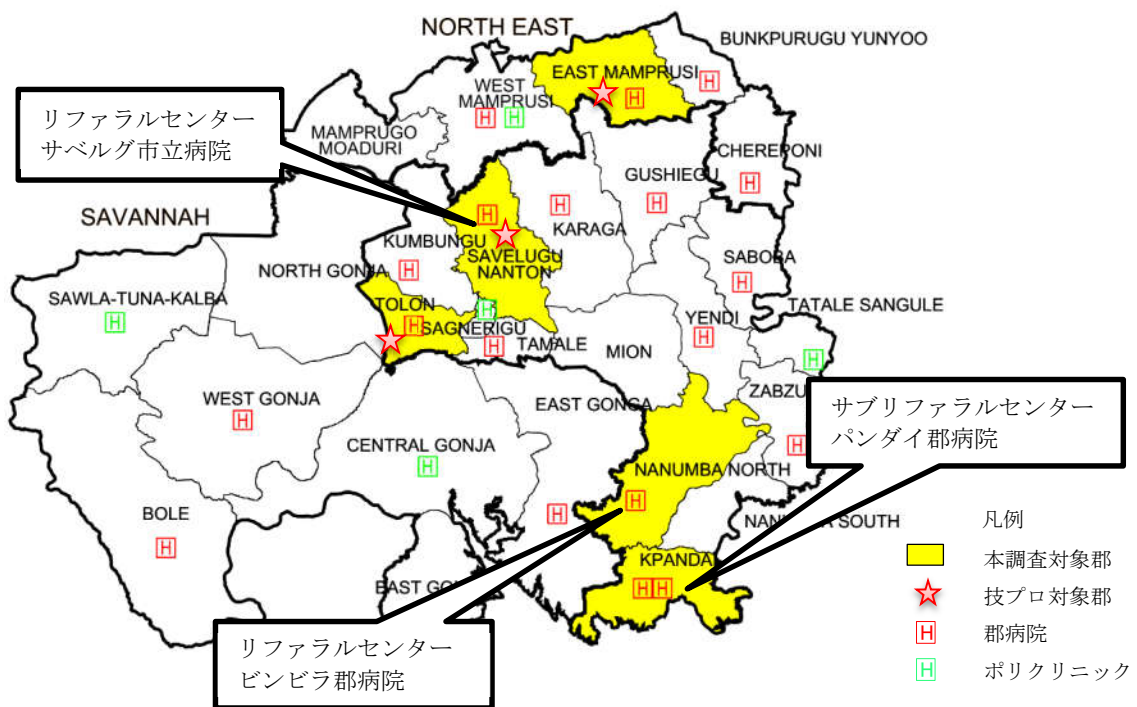 NORTH EAST
BUNKPURUGU YUNYOO
EAST MAMPRUSI
WEST
MAMPRUSI
リファラルセンター
サベルグ市立病院
MAMPRUGO
MOADURI
CHEREPONI
GUSHIEGU
SAVANNAH
KARAGA
KUMBUNGU
SAVELUGU
NANTON
SABOBA
NORTH GONJA
SAWLA-TUNA-KALBA
TOLON
TATALE SANGULE
SAGNERIGU
YENDI
TAMALE
MION
ZABZU
WEST GONJA
EAST GONGA
サブリファラルセンター
パンダイ郡病院
CENTRAL GONJA
NANUMBA NORTH
BOLE
SOUTH
凡例
KPANDAI
本調査対象郡
EAST GO
技プロ対象郡
リファラルセンター
ビンビラ郡病院
H 郡病院
H ポリクリニック